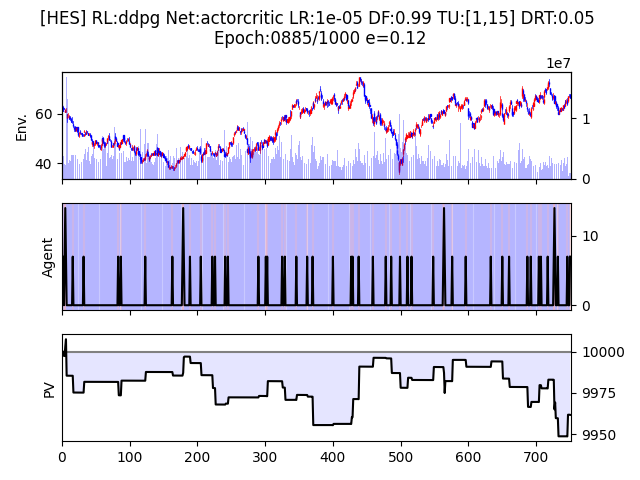 [HES] RL:ddpg Net:actorcritic LR:1e-05 DF:0.99 TU:[1,15] DRT:0.05
Epoch:0885/1000 e=0.12
1e7
Env.
60
40
1
0
Agent
10
0
PV
10000
9975
9950
0 100 200 300 400 500 600 700